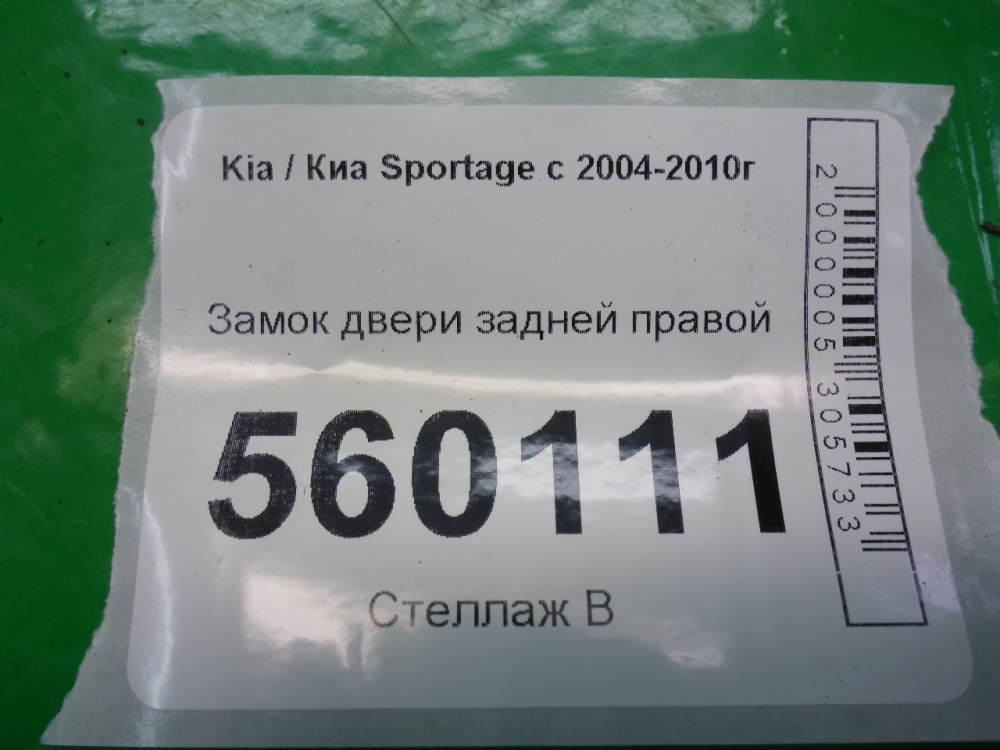 Kia / Киа Sportage с 2004-2010г
Замок двери задней правой
560111
Стеллаж В
2000005305733